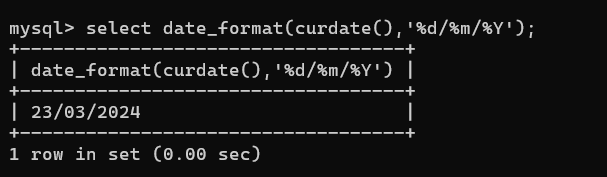 mysql> select date_format(curdate(),'%d/%m/%Y');
+---------------------------------+
| date_format(curdate(),'%d/%m/%Y') |
+---------------------------------+
| 23/03/2024                        |
+---------------------------------+
1 row in set (0.00 sec)